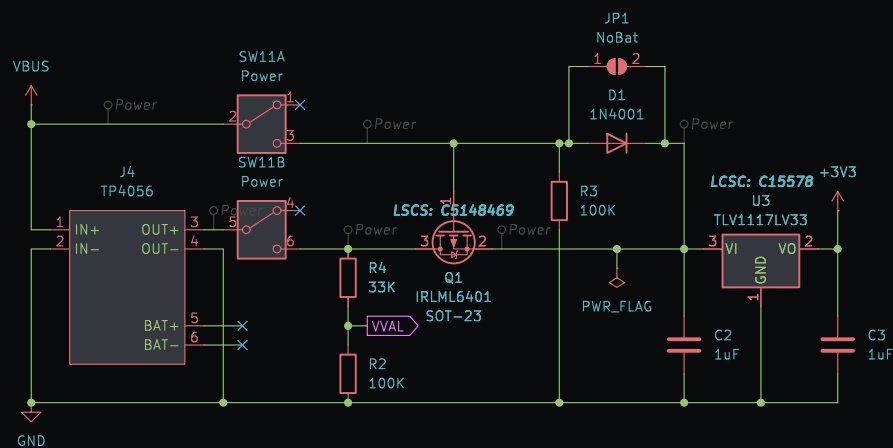 JP1
NoBat
1
2
SW11A
Power
VBUS
1
2
3
Power
Power
D1
1N4001
Power
J4
TP4056
SW11B
Power
LSCS: C5148469
1
R3
100K
LCSC: C15578
+3V3
U3
TLV1117LV33
1
IN+
OUT+
3
Power
5
4
6
2
IN-
OUT-
4
Power
3
2
Power
3
VI
VO
2
GND
1
R4
33K
Q1
IRLML6401
SOT-23
PWR_FLAG
VVAL
BAT+
5
BAT-
6
R2
100K
C2
1uF
C3
1uF
GND